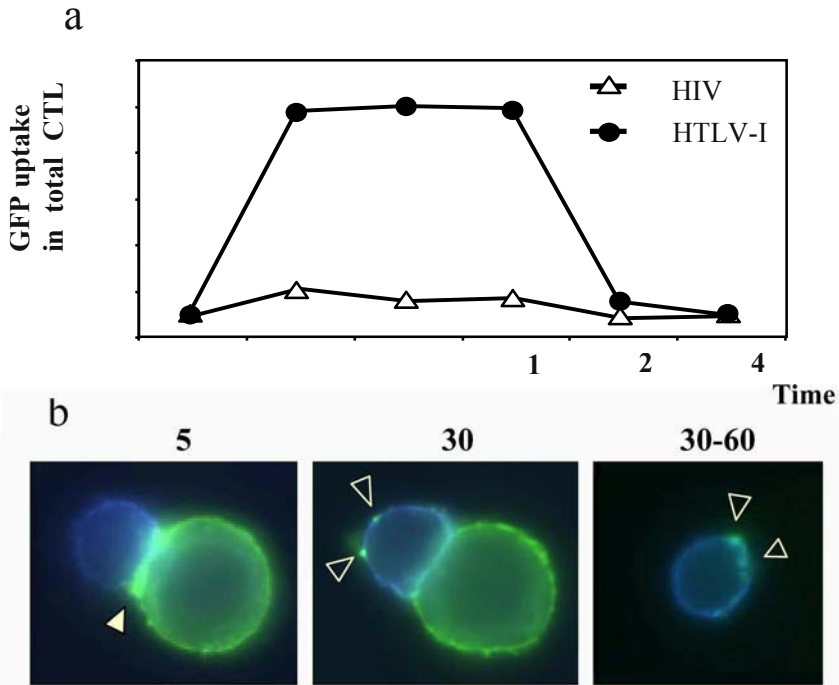 a
GFP uptake
in total CTL
HIV
HTLV-I
1 2 4
Time
b
5 30 30-60